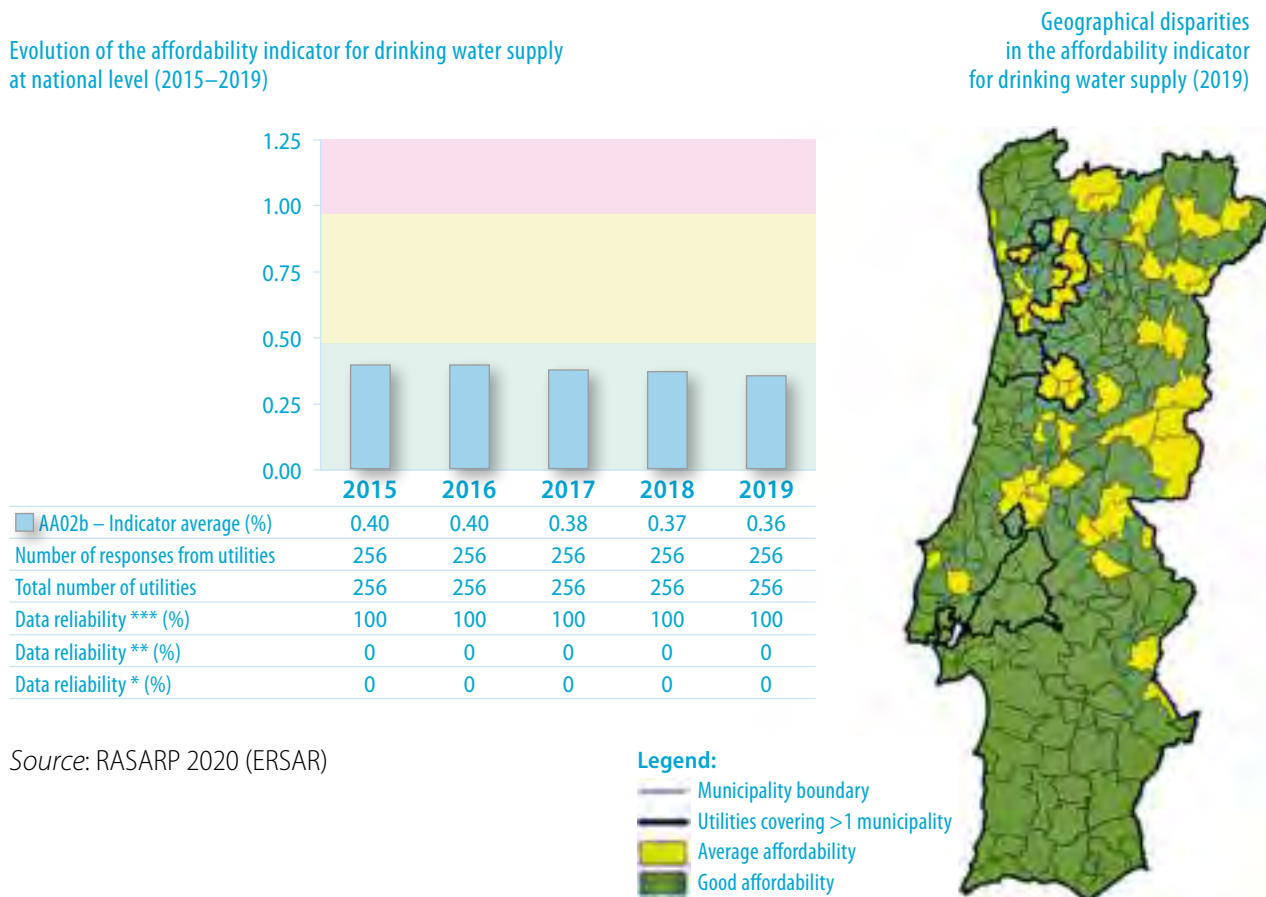 Evolution of the affordability indicator for drinking water supply
at national level (2015–2019)
Geographical disparities
in the affordability indicator
for drinking water supply (2019)
1.25
1.00
0.75
0.50
0.25
0.00
2015 2016 2017 2018 2019
AA02b – Indicator average (%) 0.40 0.40 0.38 0.37 0.36
Number of responses from utilities 256 256 256 256 256
Total number of utilities 256 256 256 256 256
Data reliability *** (%) 100 100 100 100 100
Data reliability ** (%) 0 0 0 0 0
Data reliability * (%) 0 0 0 0 0
Source: RASARP 2020 (ERSAR)
Legend:
Municipality boundary
Utilities covering >1 municipality
Average affordability
Good affordability